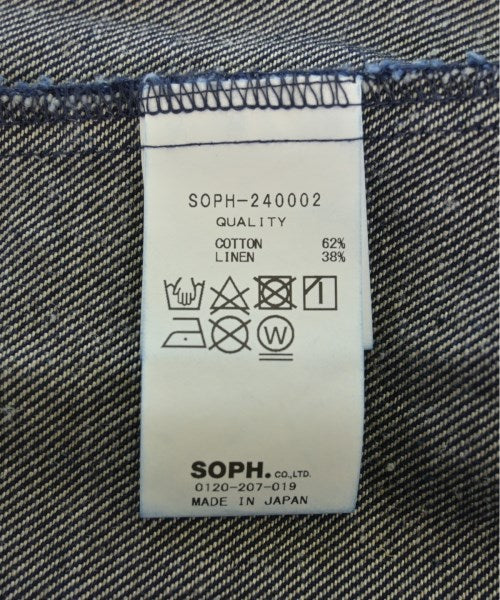 SOPH-240002
QUALITY
COTTON 62%
LINEN 38%
W
SOPH. CO.,LTD.
0120-207-019
MADE IN JAPAN